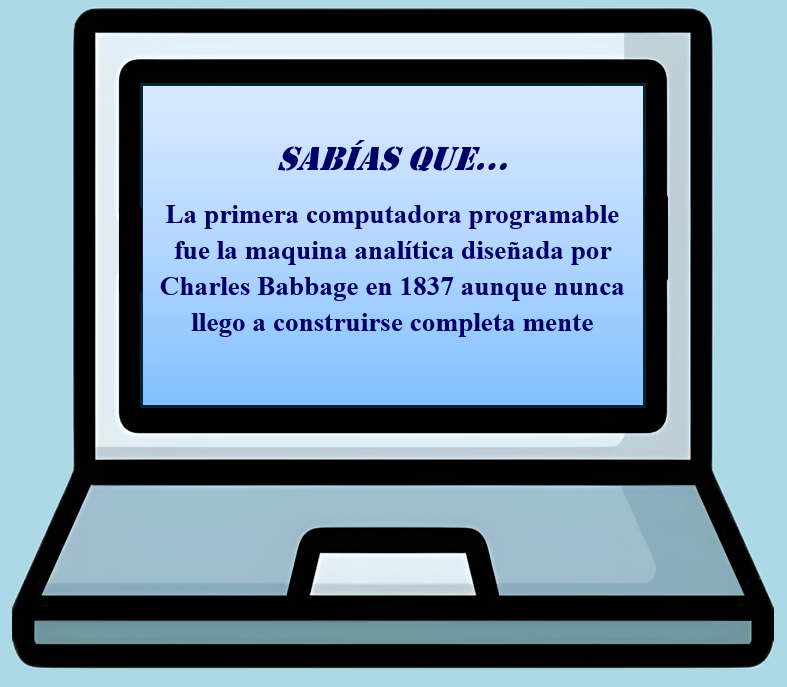 SABÍAS QUE...
La primera computadora programable
fue la maquina analítica diseñada por
Charles Babbage en 1837 aunque nunca
llego a construirse completa mente